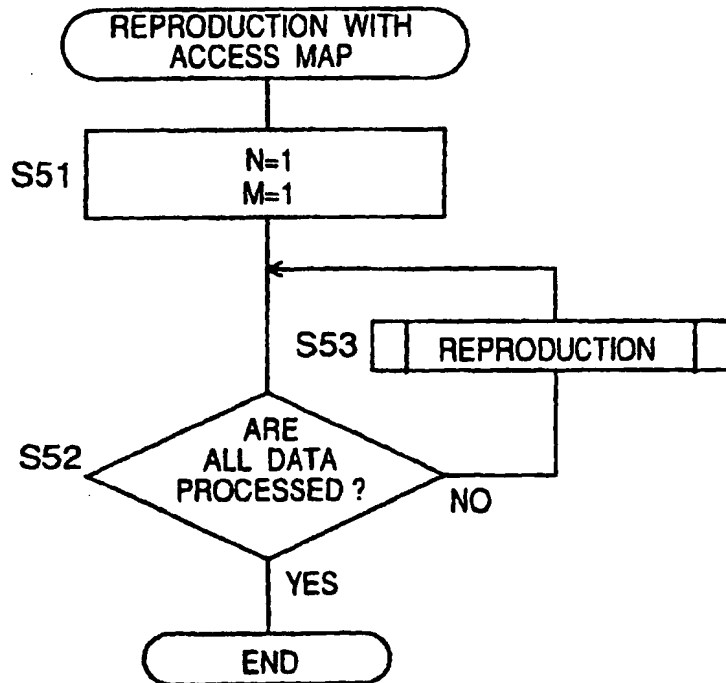 REPRODUCTION WITH
ACCESS MAP
S51
N=1
M=1
S53
REPRODUCTION
S52
ARE
ALL DATA
PROCESSED ?
NO
YES
END